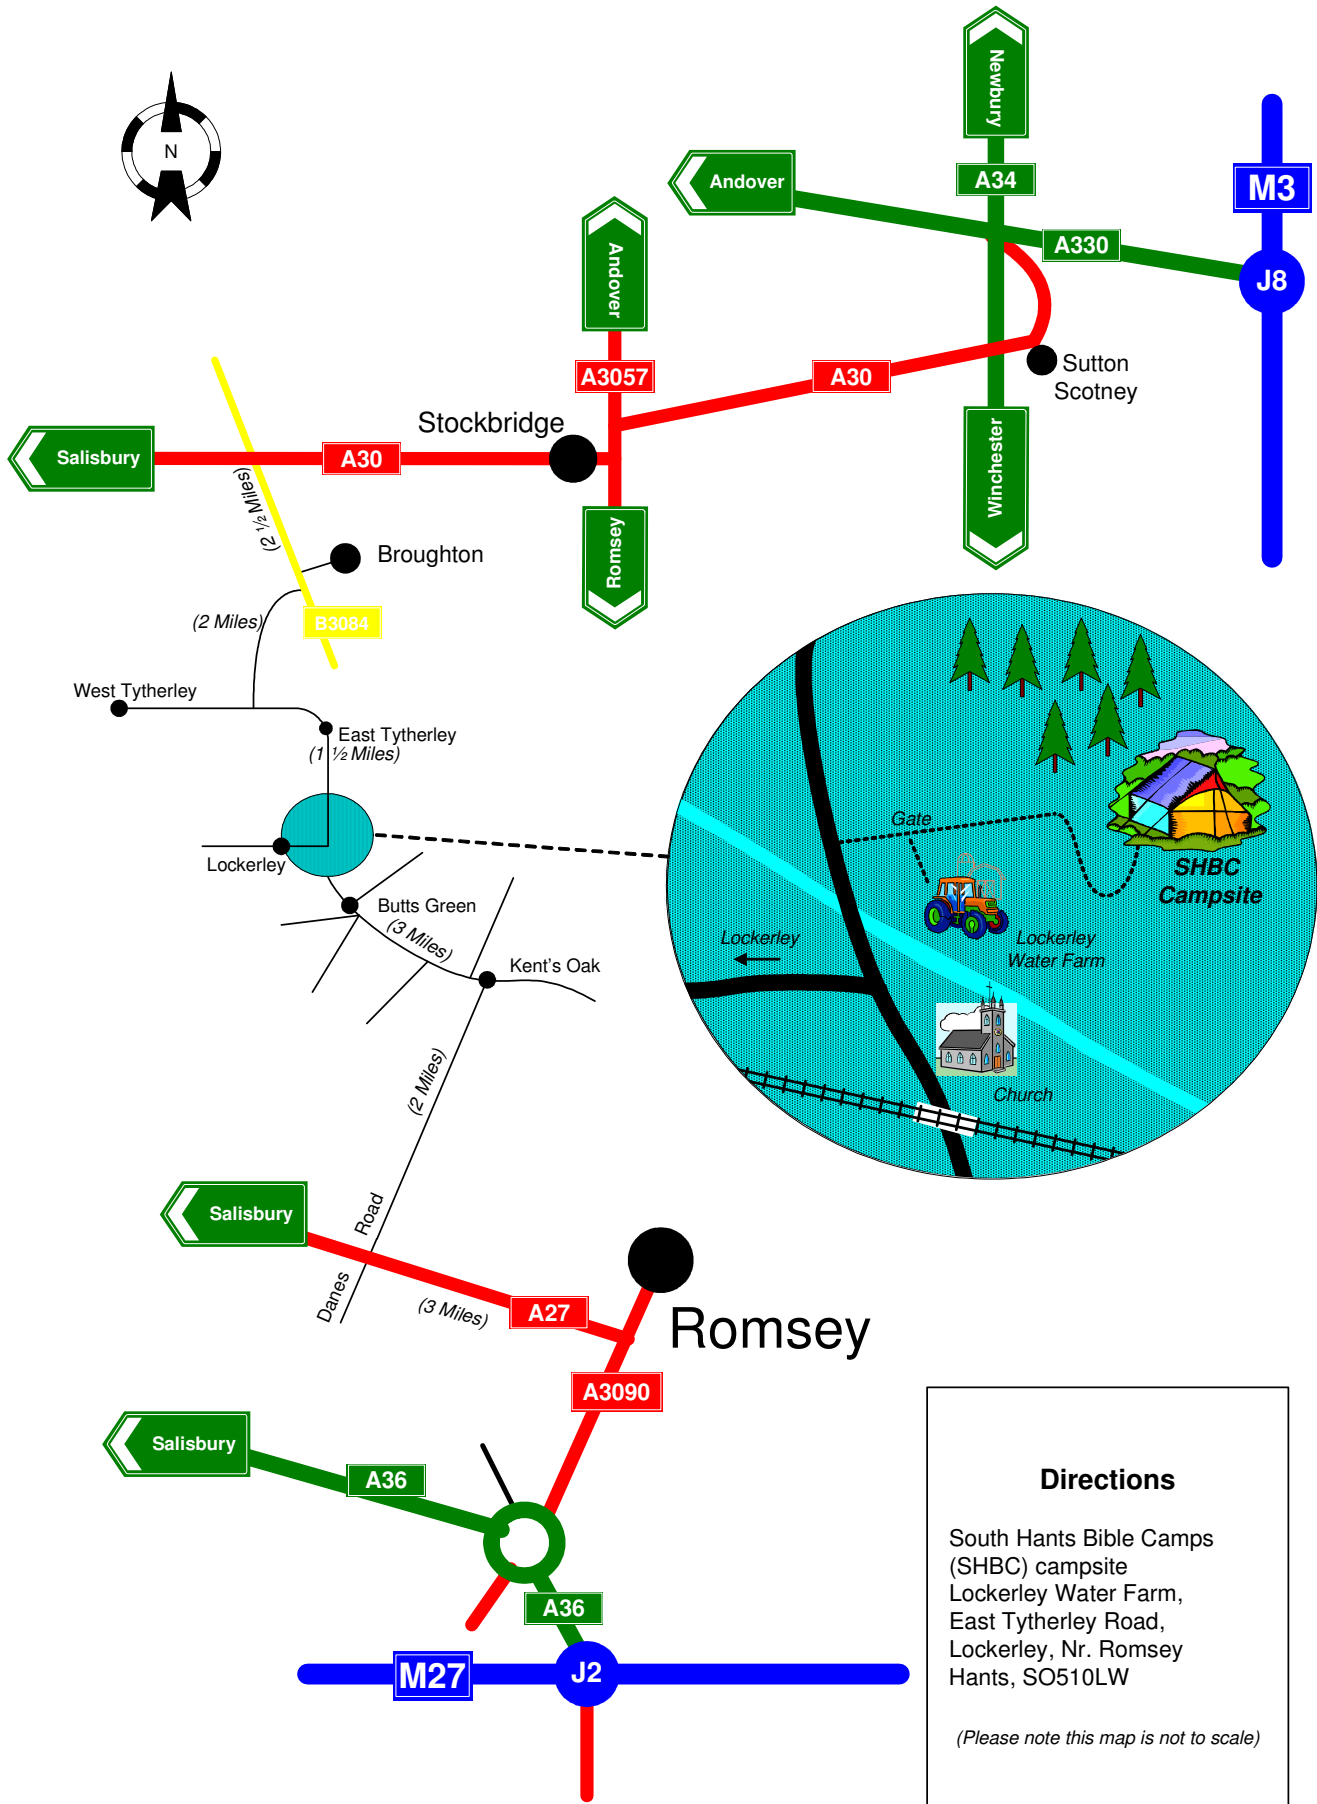 Newbury
N
Andover
A34
M3
A330
J8
Andover
A3057
A30
Sutton
Scotney
Stockbridge
Salisbury
A30
Winchester
(2 ½ Miles)
Romsey
Broughton
(2 Miles)
B3084
West Tytherley
East Tytherley
(1 ½ Miles)
Lockerley
Butts Green
(3 Miles)
Kent's Oak
(2 Miles)
Gate
SHBC
Campsite
Lockerley
Lockerley
Water Farm
Church
Salisbury
Danes Road
(3 Miles)
A27
Romsey
A3090
Salisbury
A36
A36
M27
J2
Directions
South Hants Bible Camps
(SHBC) campsite
Lockerley Water Farm,
East Tytherley Road,
Lockerley, Nr. Romsey
Hants, SO510LW
(Please note this map is not to scale)